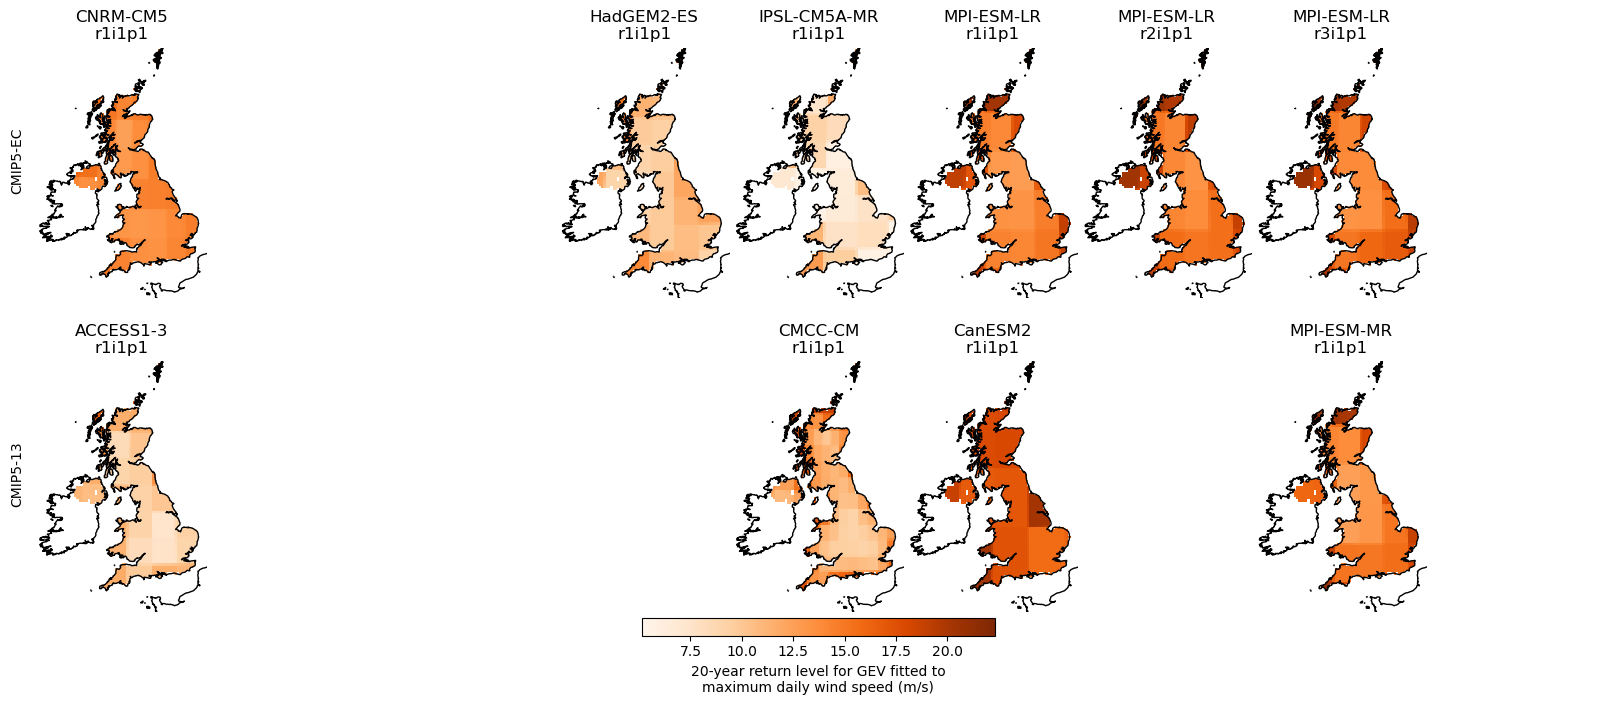 CNRM-CM5
r1i1p1
HadGEM2-ES
r1i1p1
IPSL-CM5A-MR
r1i1p1
MPI-ESM-LR
r1i1p1
MPI-ESM-LR
r2i1p1
MPI-ESM-LR
r3i1p1
CMIP5-EC
ACCESS1-3
r1i1p1
CMCC-CM
r1i1p1
CanESM2
r1i1p1
MPI-ESM-MR
r1i1p1
CMIP5-13
7.5 10.0 12.5 15.0 17.5 20.0
20-year return level for GEV fitted to
maximum daily wind speed (m/s)